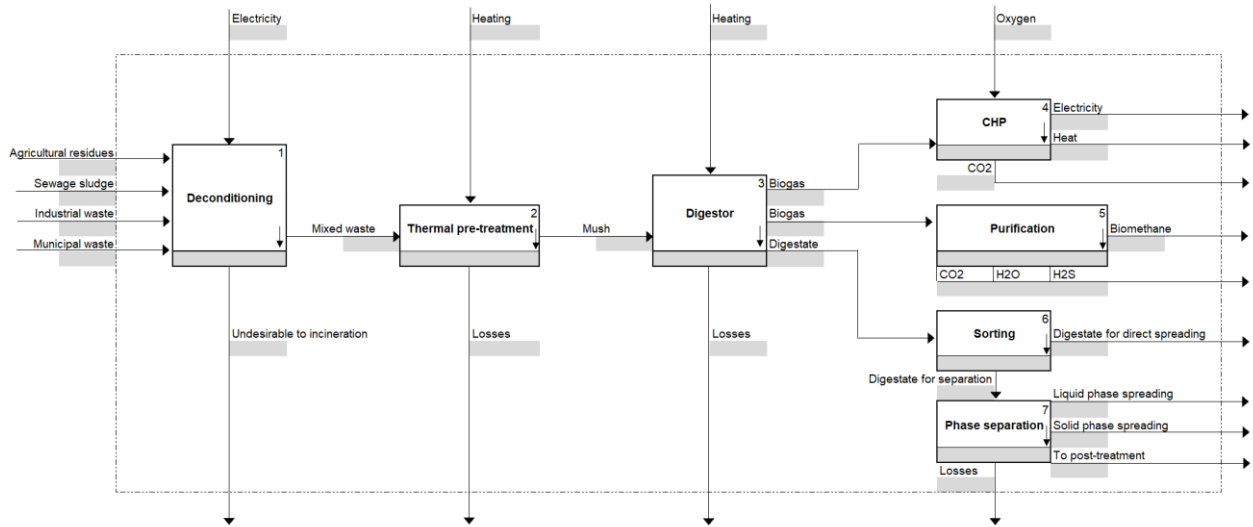 Electricity
Heating
Heating
Oxygen
4
Electricity
CHP
Heat
CO2
1
Agricultural residues
Sewage sludge
Deconditioning
Industrial waste
Municipal waste
Mixed waste
2
Thermal pre-treatment
Mush
3
Biogas
Digestor
Biogas
Digestate
5
Purification
Biomethane
CO2
H2O
H2S
6
Undesirable to incineration
Losses
Losses
Sorting
Digestate for direct spreading
Digestate for separation
7
Liquid phase spreading
Phase separation
Solid phase spreading
To post-treatment
Losses